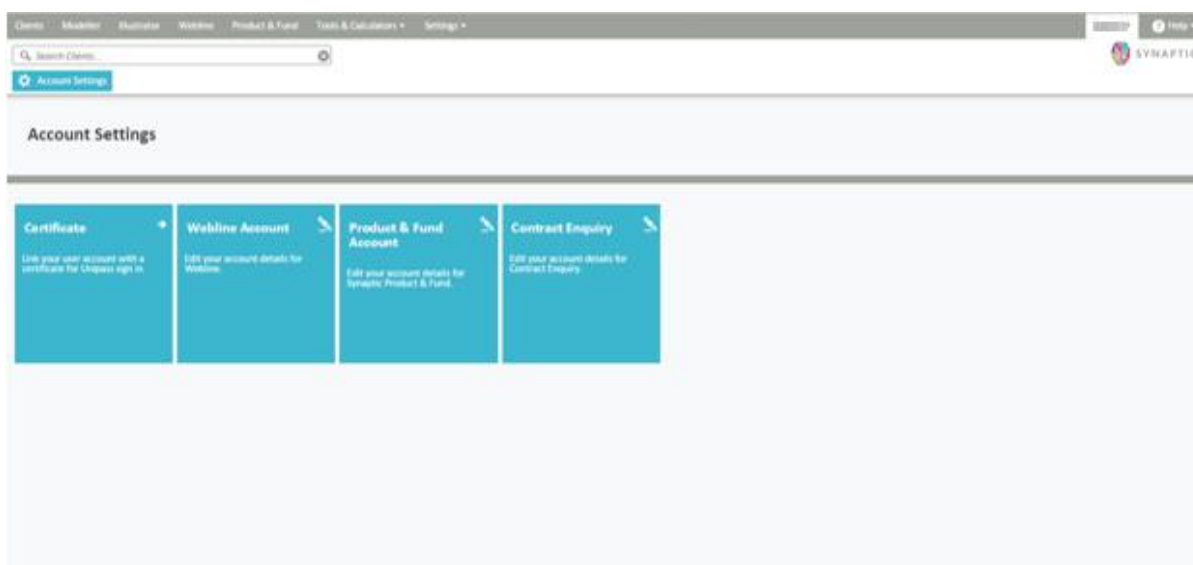 Clients Modeller Illustrator Webline Product & Fund Tools & Calculators Settings Help
Search Clients...
SYNAPTIC
Account Settings
Account Settings
Certificate
Link your user account with a
certificate for Unipass sign in.
Webline Account
Edit your account details for
Webline.
Product & Fund
Account
Edit your account details for
Synaptic Product & Fund.
Contract Enquiry
Edit your account details for
Contract Enquiry.